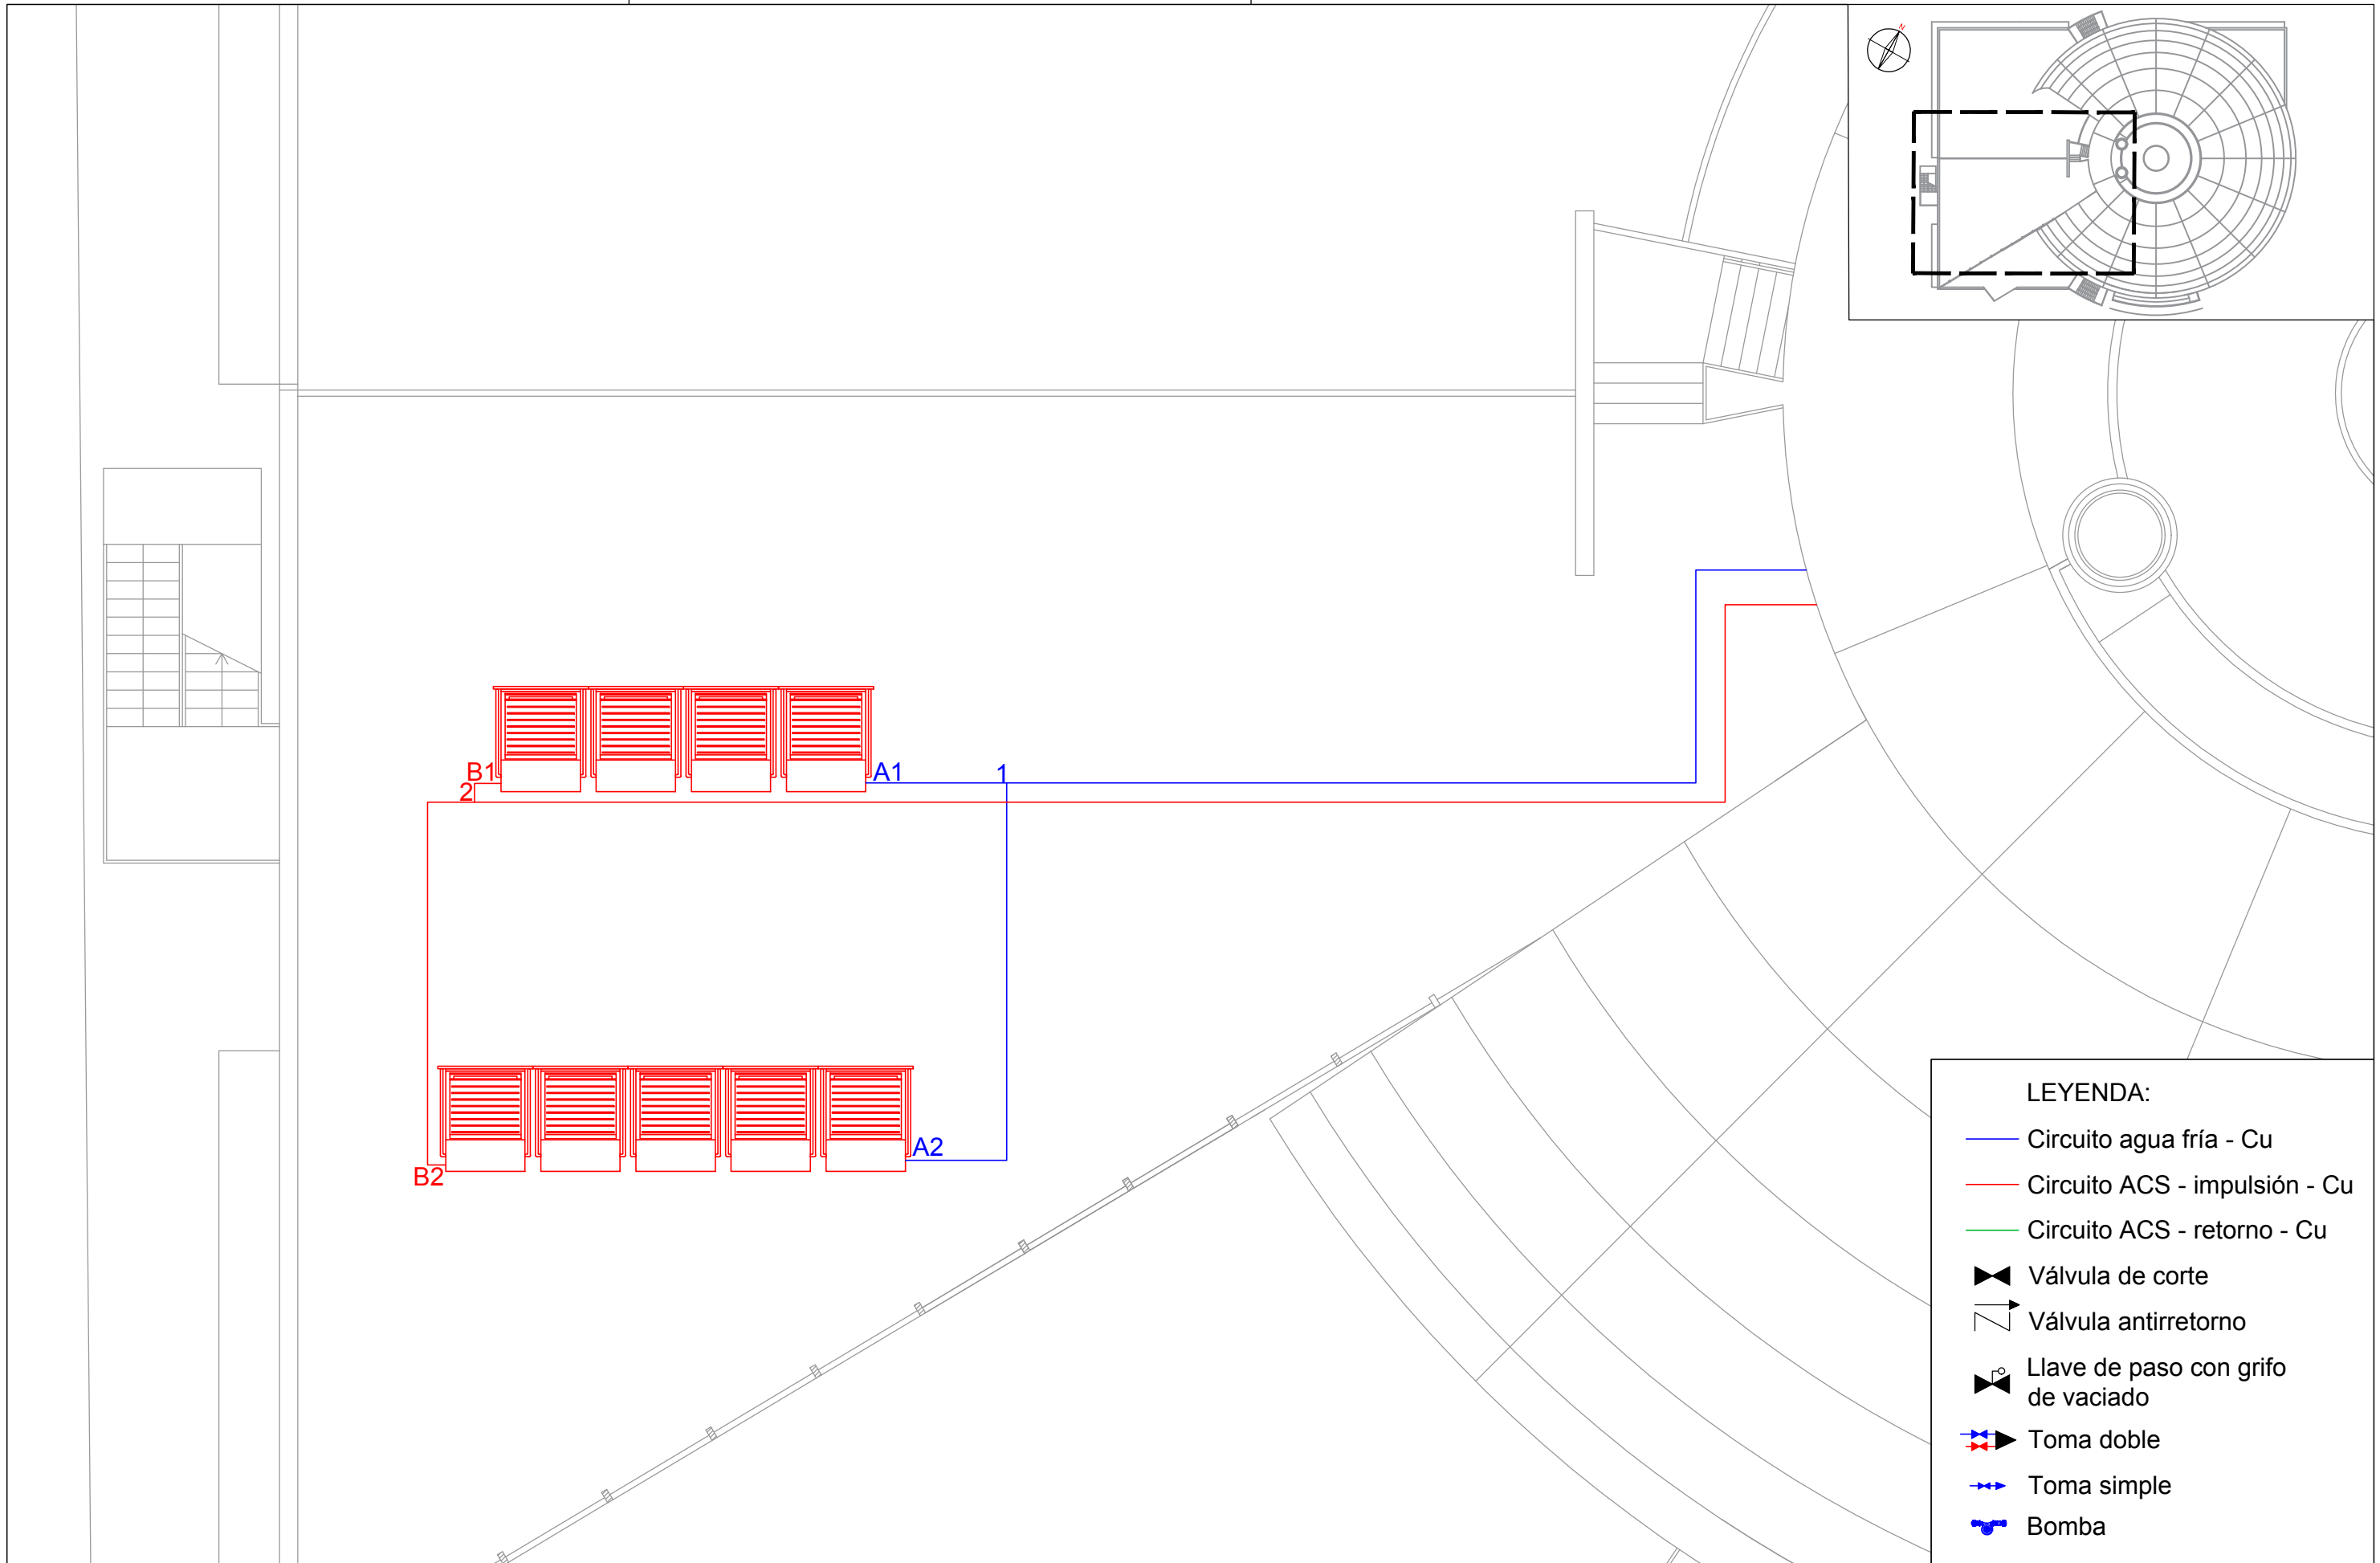 N
B1
2
A1
1
A2
B2
LEYENDA:
Circuito agua fría - Cu
Circuito ACS - impulsión - Cu
Circuito ACS - retorno - Cu
Válvula de corte
Válvula antirretorno
Llave de paso con grifo
de vaciado
Toma doble
Toma simple
Bomba